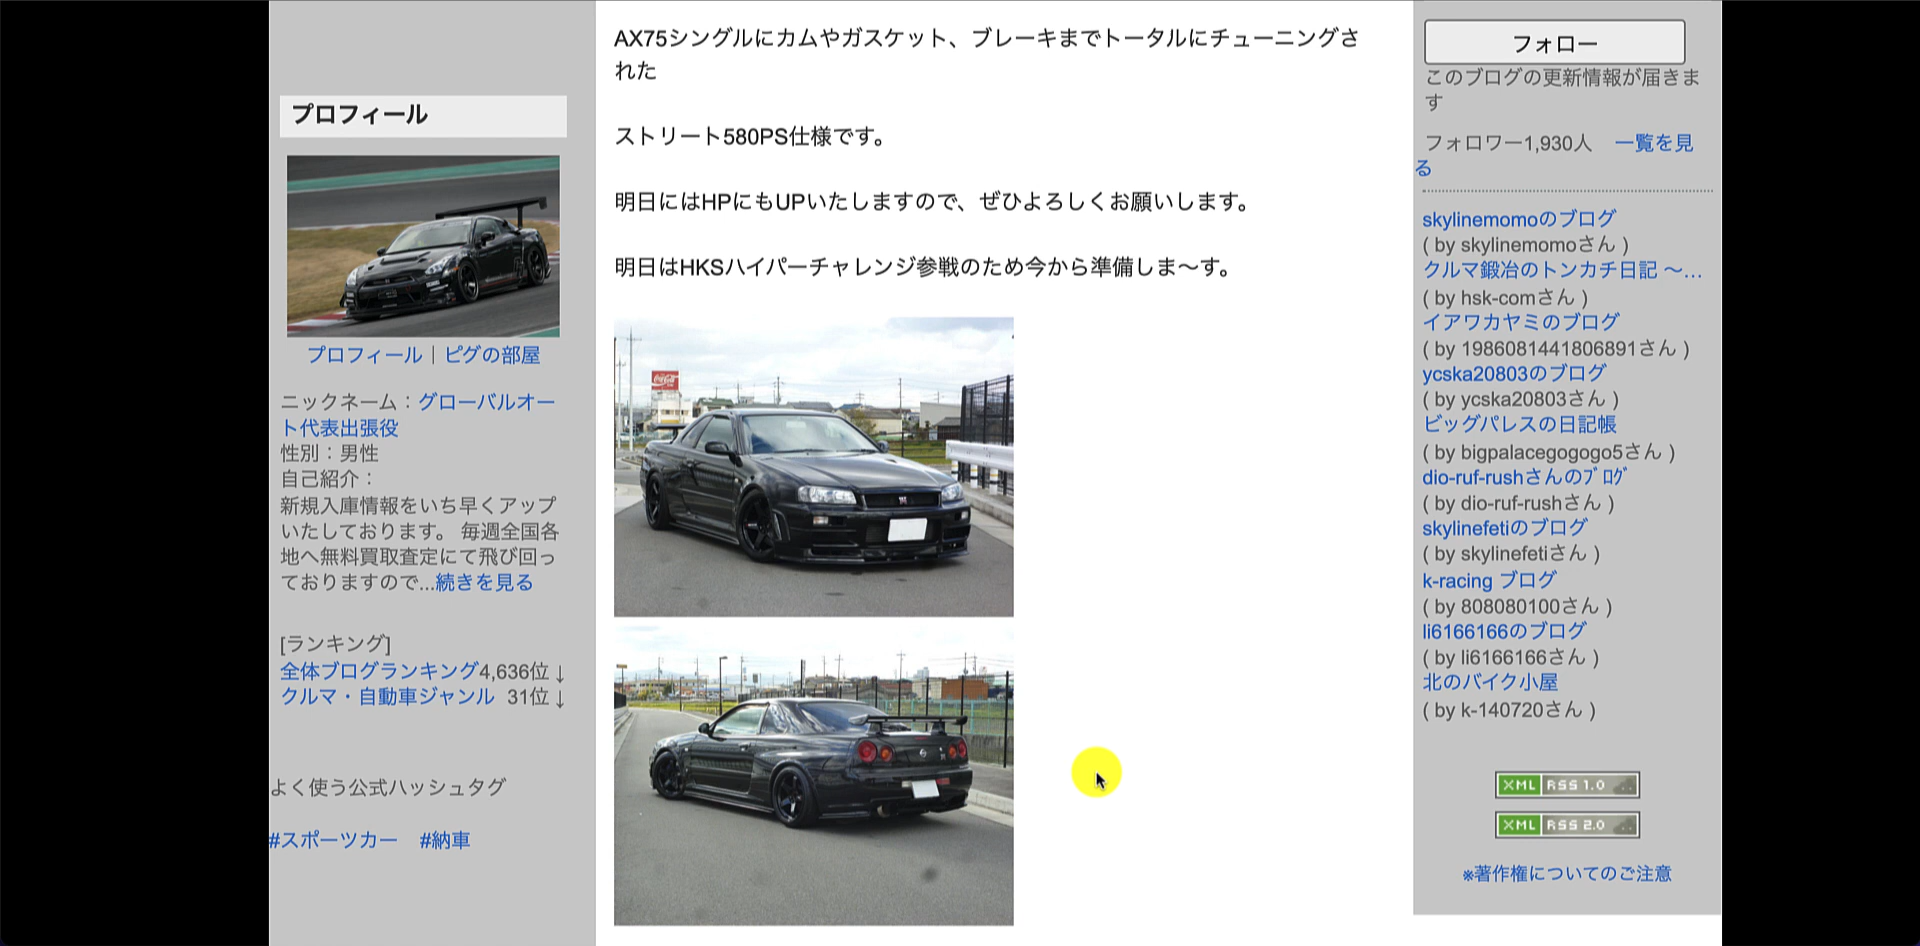 プロフィール
プロフィール｜ピグの部屋
ニックネーム：グローバルオー
ト代表出張役
性別：男性
自己紹介：
新規入庫情報をいち早くアップ
いたしております。 毎週全国各
地へ無料買取査定にて飛び回っ
ておりますので...続きを見る
[ランキング]
全体ブログランキング4,636位↓
クルマ・自動車ジャンル 31位↓
よく使う公式ハッシュタグ
#スポーツカー #納車
AX75シングルにカムやガスケット、ブレーキまでトータルにチューニングさ
れた
ストリート580PS仕様です。
明日にはHPにもUPいたしますので、ぜひよろしくお願いします。
明日はHKSハイパーチャレンジ参戦のため今から準備しま～す。
Coca-Cola
フォロー
このブログの更新情報が届きま
す
フォロワー1,930人 一覧を見
る
skylinemomoのブログ
( by skylinemomoさん )
クルマ鍛冶のトンカチ日記 ～...
( by hsk-comさん )
イアワカヤミのブログ
( by 1986081441806891さん )
ycska20803のブログ
( by ycska20803さん )
ビッグパレスの日記帳
( by bigpalacegogogo5さん )
dio-ruf-rushさんのﾌﾞﾛｸﾞ
( by dio-ruf-rushさん )
skylinefetiのブログ
( by skylinefetiさん )
k-racing ブログ
( by 808080100さん )
li6166166のブログ
( by li6166166さん )
北のバイク小屋
( by k-140720さん )
XML RSS 1.0
XML RSS 2.0
※著作権についてのご注意